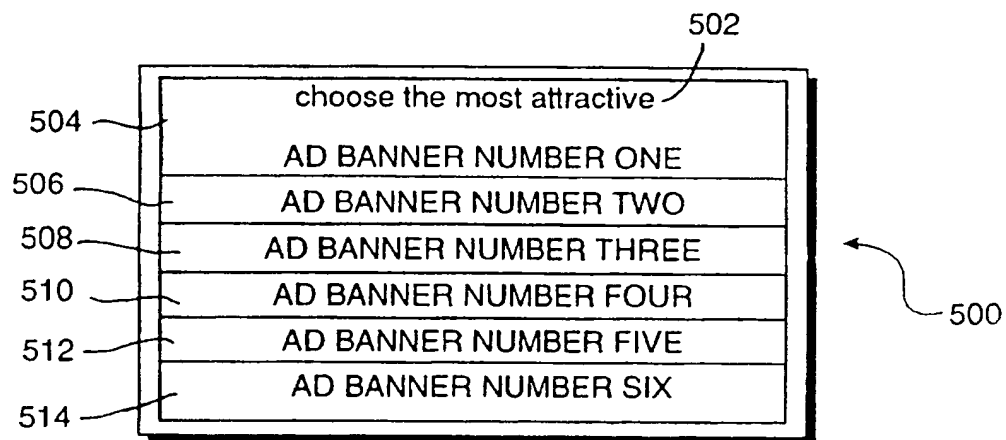 502
choose the most attractive
504
AD BANNER NUMBER ONE
506
AD BANNER NUMBER TWO
508
AD BANNER NUMBER THREE
510
AD BANNER NUMBER FOUR
500
512
AD BANNER NUMBER FIVE
514
AD BANNER NUMBER SIX